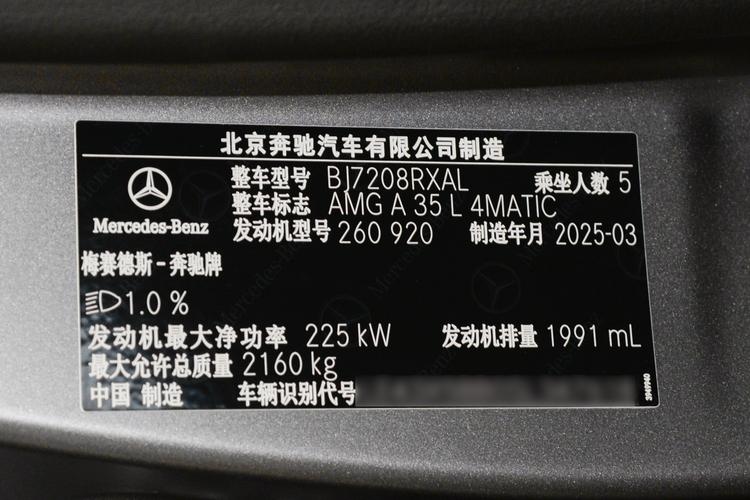 北京奔驰汽车有限公司制造
整车型号 BJ7208RXAL 乘坐人数 5
整车标志 AMG A 35 L 4MATIC
Mercedes-Benz 发动机型号 260 920 制造年月 2025-03
梅赛德斯-奔驰牌
1.0 %
发动机最大净功率 225 kW 发动机排量 1991 mL
最大允许总质量 2160 kg
中国 制造 车辆识别代号
3949940